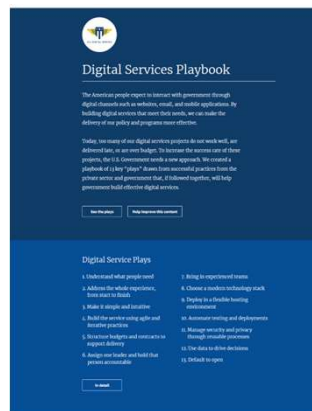 Digital Services Playbook
The American people expect to interact with government through
digital channels such as websites, email, and mobile applications. By
building digital services that meet their needs, we can make the
delivery of our policy and programs more effective.
Today, too many of our digital services projects do not work well, are
delivered late, or are over budget. To increase the success rate of these
projects, the U.S. Government needs a new approach. We created a
playbook of 13 key “plays” drawn from successful practices from the
private sector and government that, if followed together, will help
government build effective digital services.
See the plays
Help improve this content
Digital Service Plays
1. Understand what people need
2. Address the whole experience,
from start to finish
3. Make it simple and intuitive
4. Build the service using agile and
iterative practices
5. Structure budgets and contracts to
support delivery
6. Assign one leader and hold that
person accountable
7. Bring in experienced teams
8. Choose a modern technology stack
9. Deploy in a flexible hosting
environment
10. Automate testing and deployments
11. Manage security and privacy
through reusable processes
12. Use data to drive decisions
13. Default to open
In detail